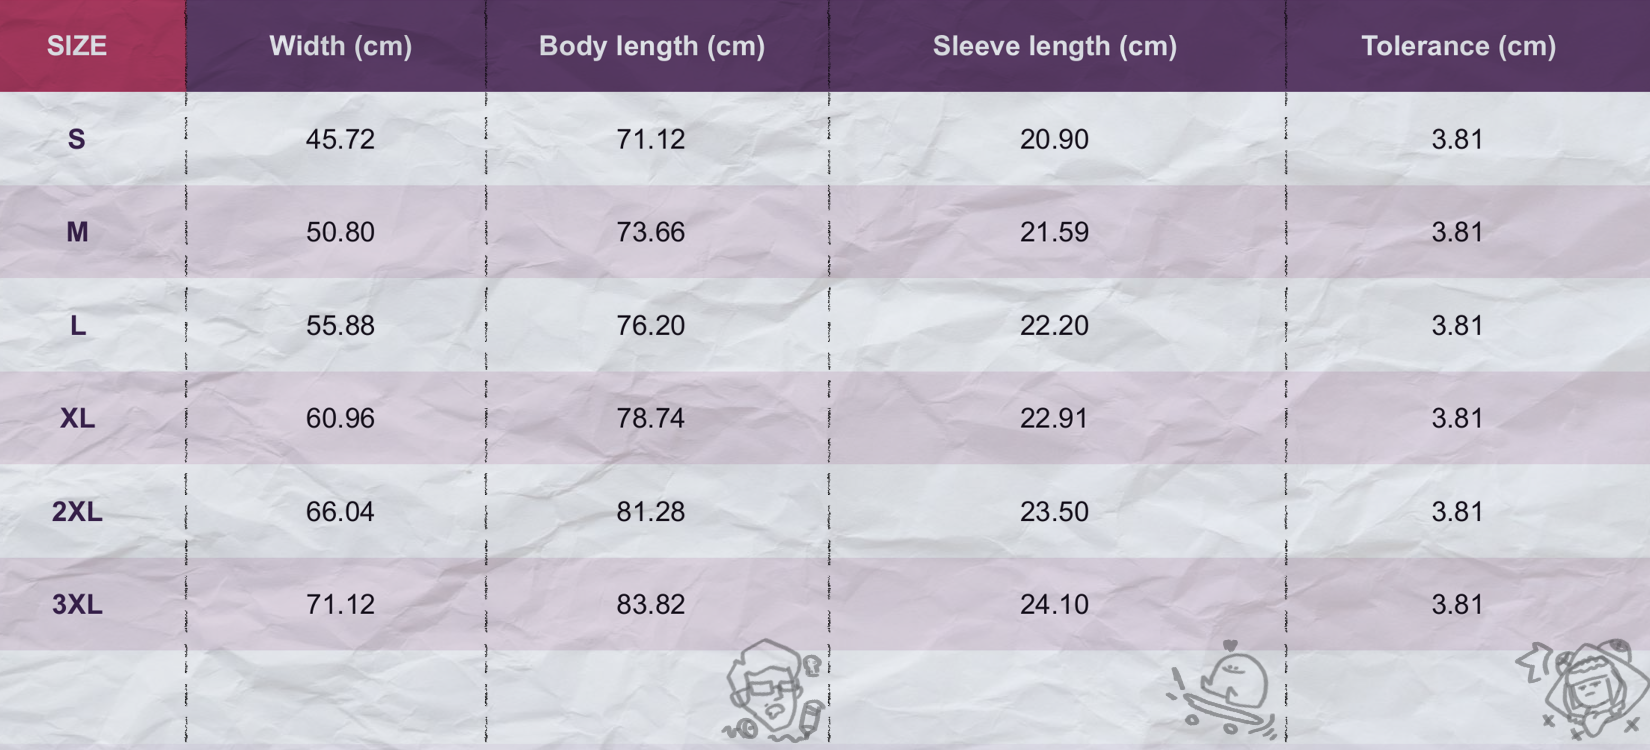 SIZE Width (cm) Body length (cm) Sleeve length (cm) Tolerance (cm)
S 45.72 71.12 20.90 3.81
M 50.80 73.66 21.59 3.81
L 55.88 76.20 22.20 3.81
XL 60.96 78.74 22.91 3.81
2XL 66.04 81.28 23.50 3.81
3XL 71.12 83.82 24.10 3.81